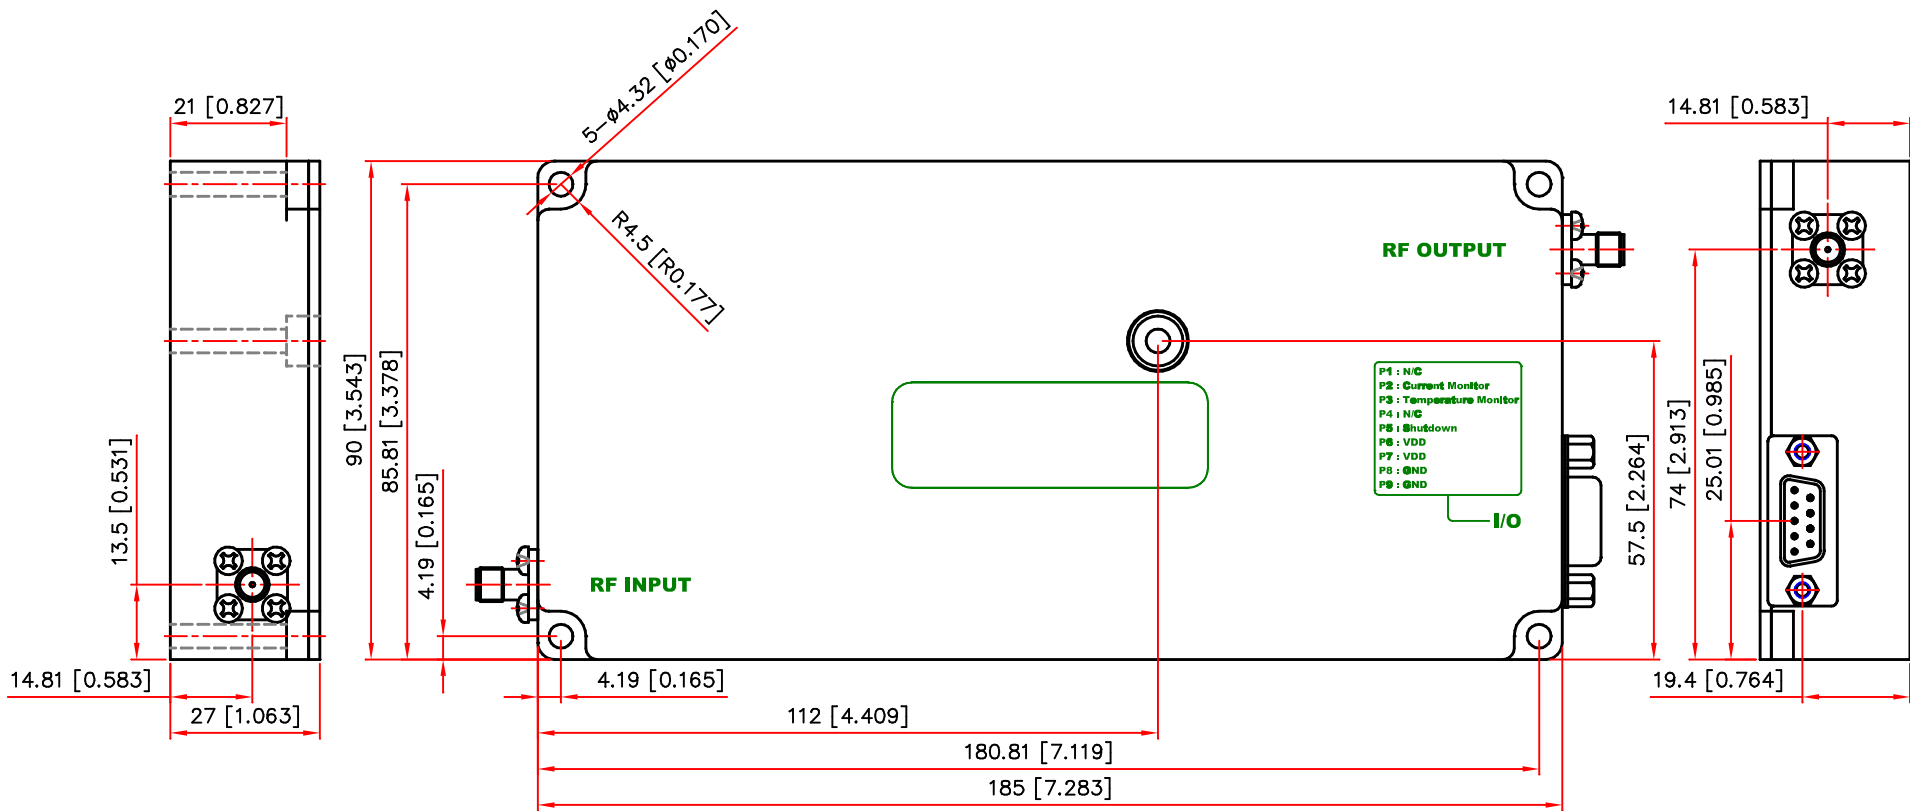 5-ø4.32 [ø0.170]
21 [0.827]
14.81 [0.583]
R4.5 [R0.177]
RF OUTPUT
90 [3.543]
85.81 [3.378]
P1 : N/C
P2 : Current Monitor
P3 : Temperature Monitor
P4 : N/C
P5 : Shutdown
P6 : VDD
P7 : VDD
P8 : GND
P9 : GND
I/O
13.5 [0.531]
4.19 [0.165]
57.5 [2.264]
74 [2.913]
25.01 [0.985]
RF INPUT
14.81 [0.583]
4.19 [0.165]
19.4 [0.764]
27 [1.063]
112 [4.409]
180.81 [7.119]
185 [7.283]